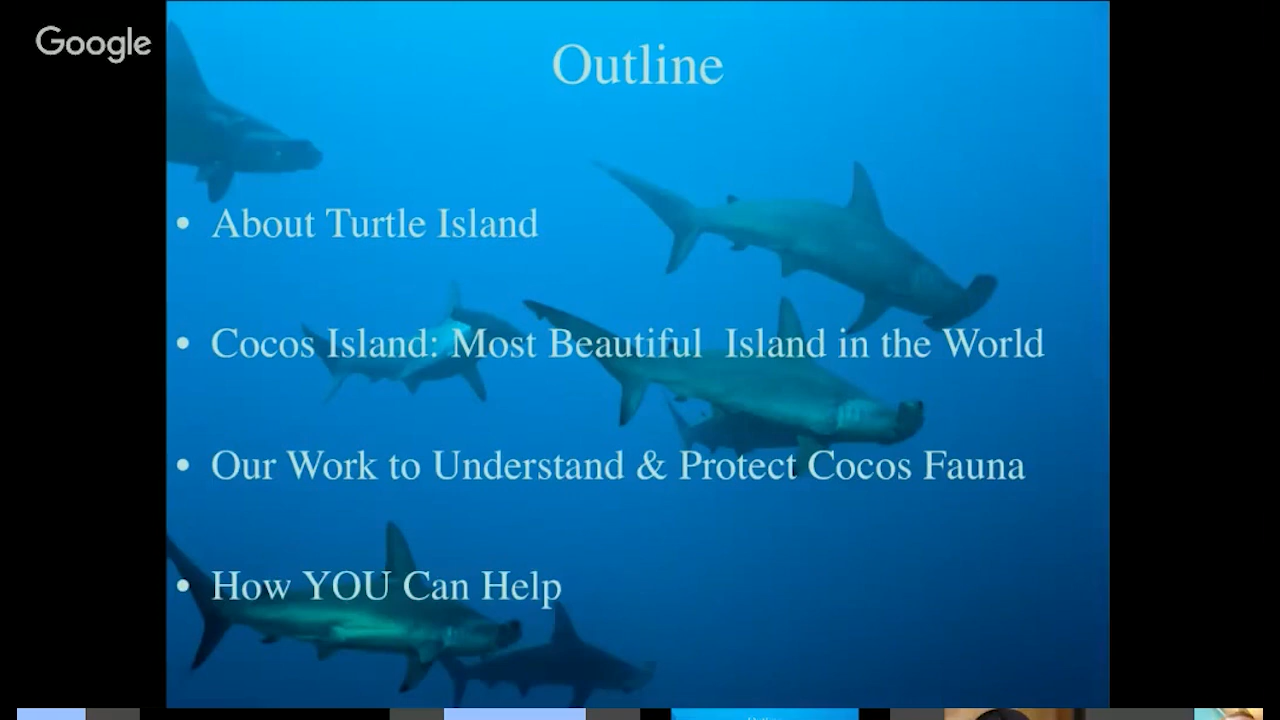 Google
Outline
• About Turtle Island
• Cocos Island: Most Beautiful  Island in the World
• Our Work to Understand & Protect Cocos Fauna
• How YOU Can Help